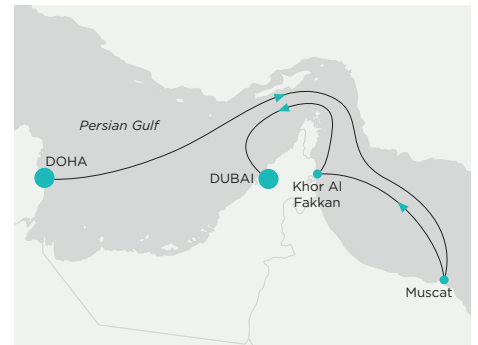 Persian Gulf
DOHA
DUBAI
Khor Al
Fakkan
Muscat